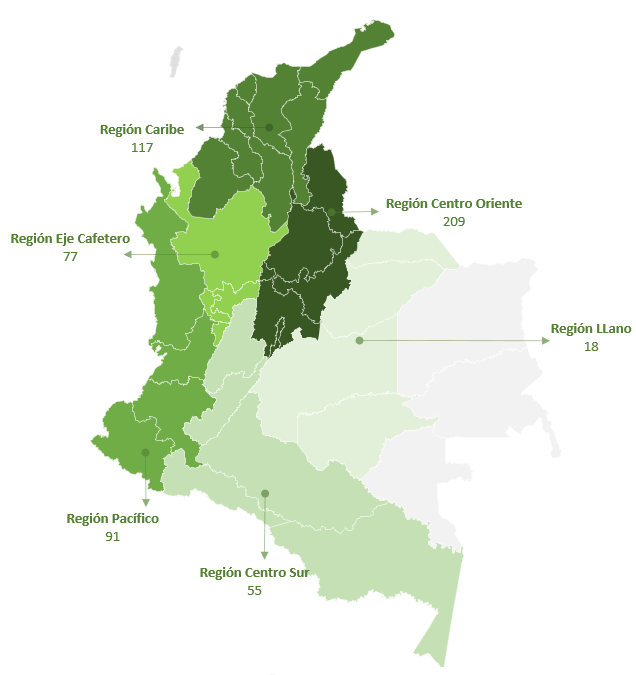 Región Caribe
117
Región Centro Oriente
209
Región Eje Cafetero
77
Región LLano
18
Región Pacífico
91
Región Centro Sur
55